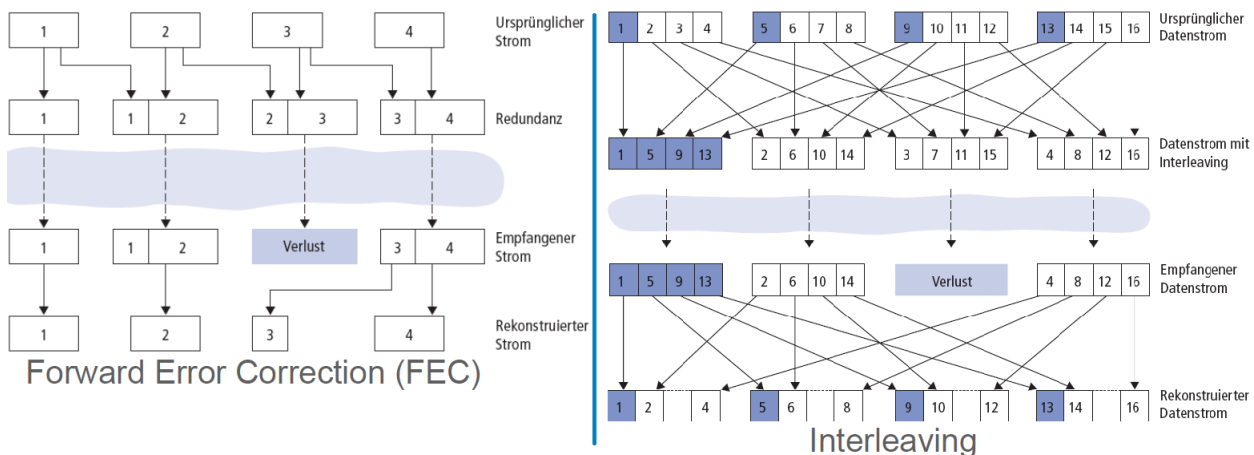 1 2 3 4 Ursprünglicher
Strom
1 1 2 2 3 3 4 Redundanz
1 1 2 Verlust 3 4 Empfangener
Strom
1 2 3 4 Rekonstruierter
Strom
Forward Error Correction (FEC)
1 2 3 4 5 6 7 8 9 10 11 12 13 14 15 16 Ursprünglicher
Datenstrom
1 5 9 13 2 6 10 14 3 7 11 15 4 8 12 16 Datenstrom mit
Interleaving
1 5 9 13 2 6 10 14 Verlust 4 8 12 16 Empfangener
Datenstrom
1 2 4 5 6 8 9 10 12 13 14 16 Rekonstruierter
Datenstrom
Interleaving